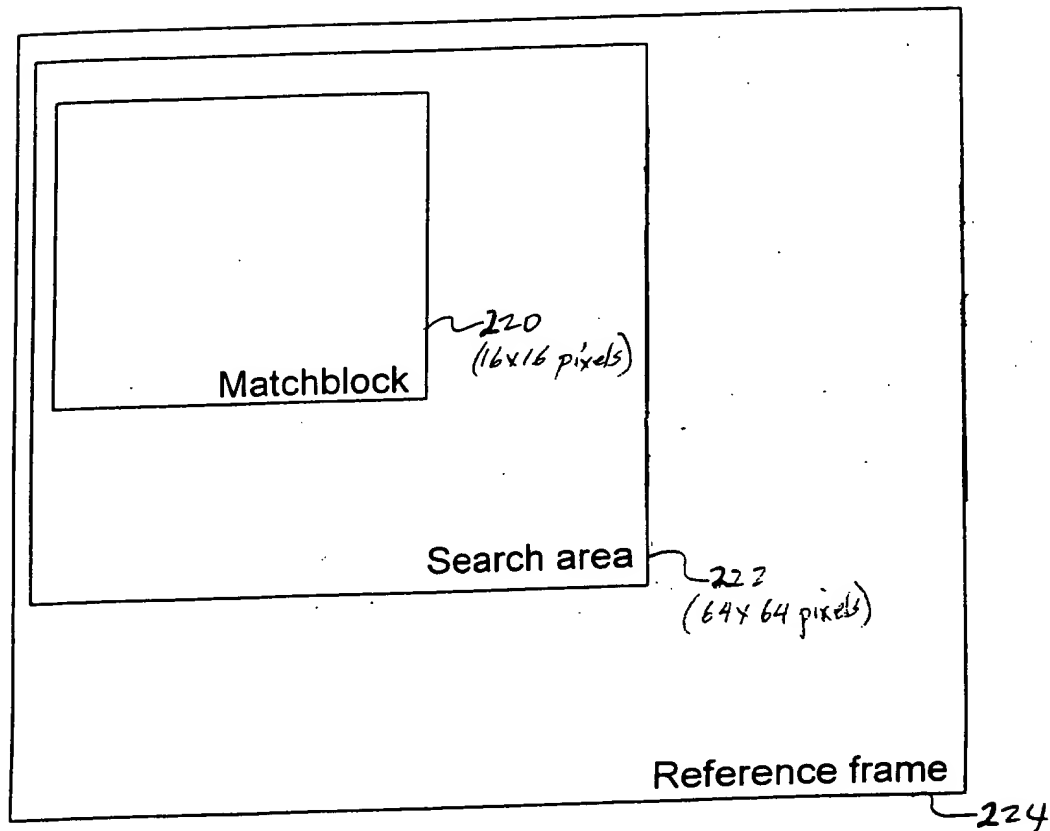 220
(16x16 pixels)
Matchblock
Search area
222
(64x64 pixels)
Reference frame
224